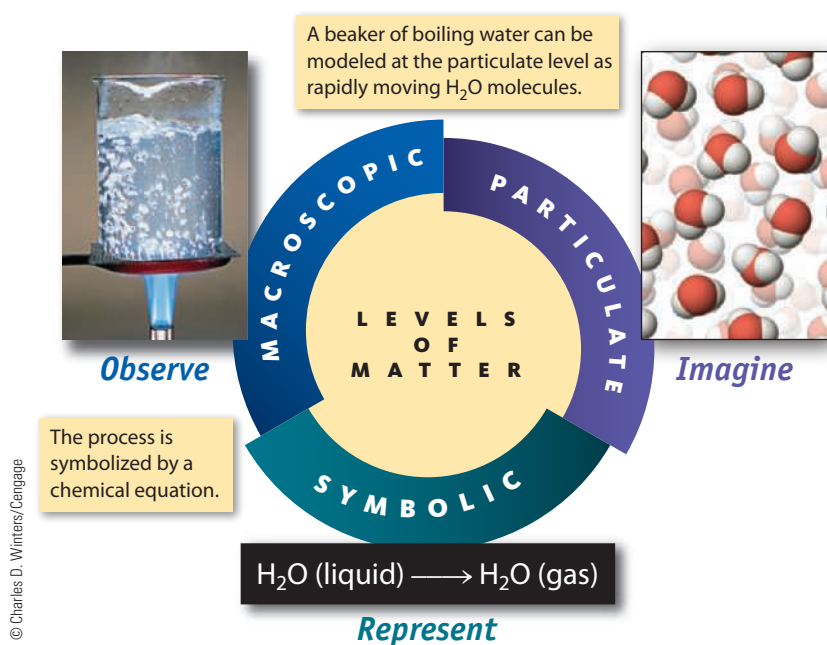 A beaker of boiling water can be
modeled at the particulate level as
rapidly moving H₂O molecules.
MACROSCOPIC
PARTICULATE
LEVELS
OF
MATTER
Observe
Imagine
The process is
symbolized by a
chemical equation.
SYMBOLIC
H₂O (liquid) ⟶ H₂O (gas)
Represent
© Charles D. Winters/Cengage